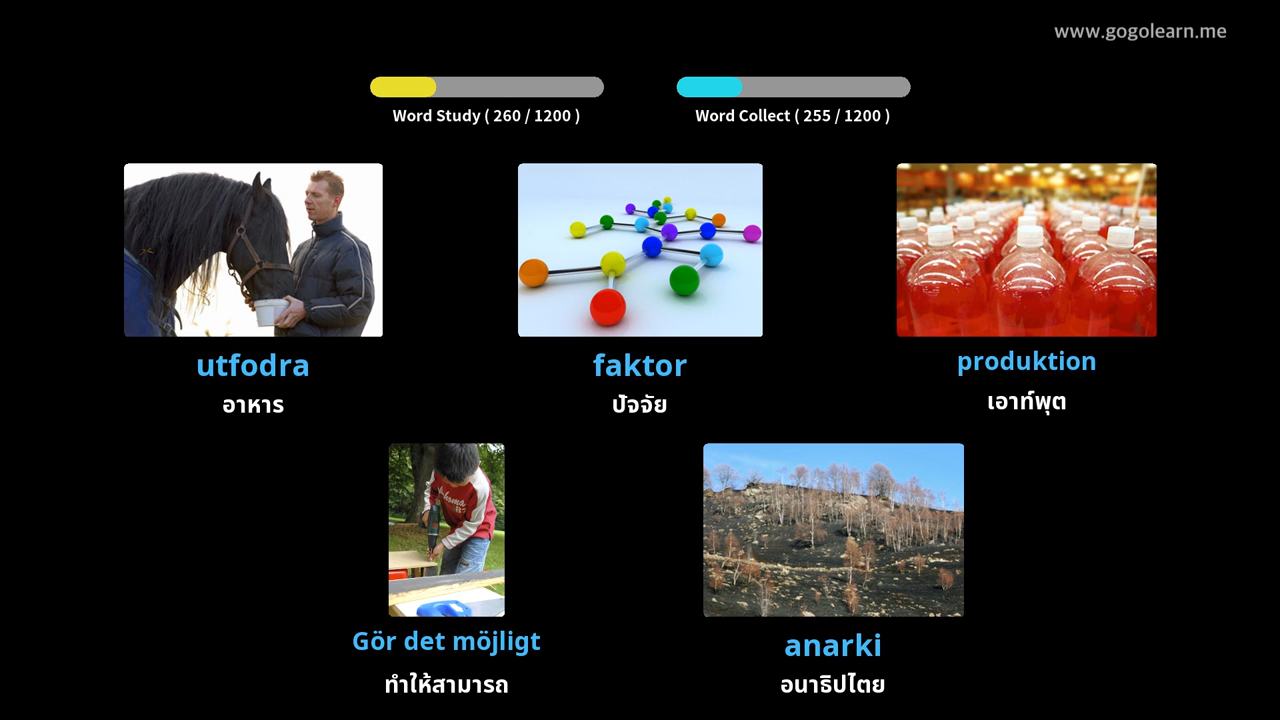 www.gogolearn.me
Word Study ( 260 / 1200 )
Word Collect ( 255 / 1200 )
utfodra
อาหาร
faktor
ปัจจัย
produktion
เอาท์พุต
Gör det möjligt
ทำให้สามารถ
anarki
อนาธิปไตย